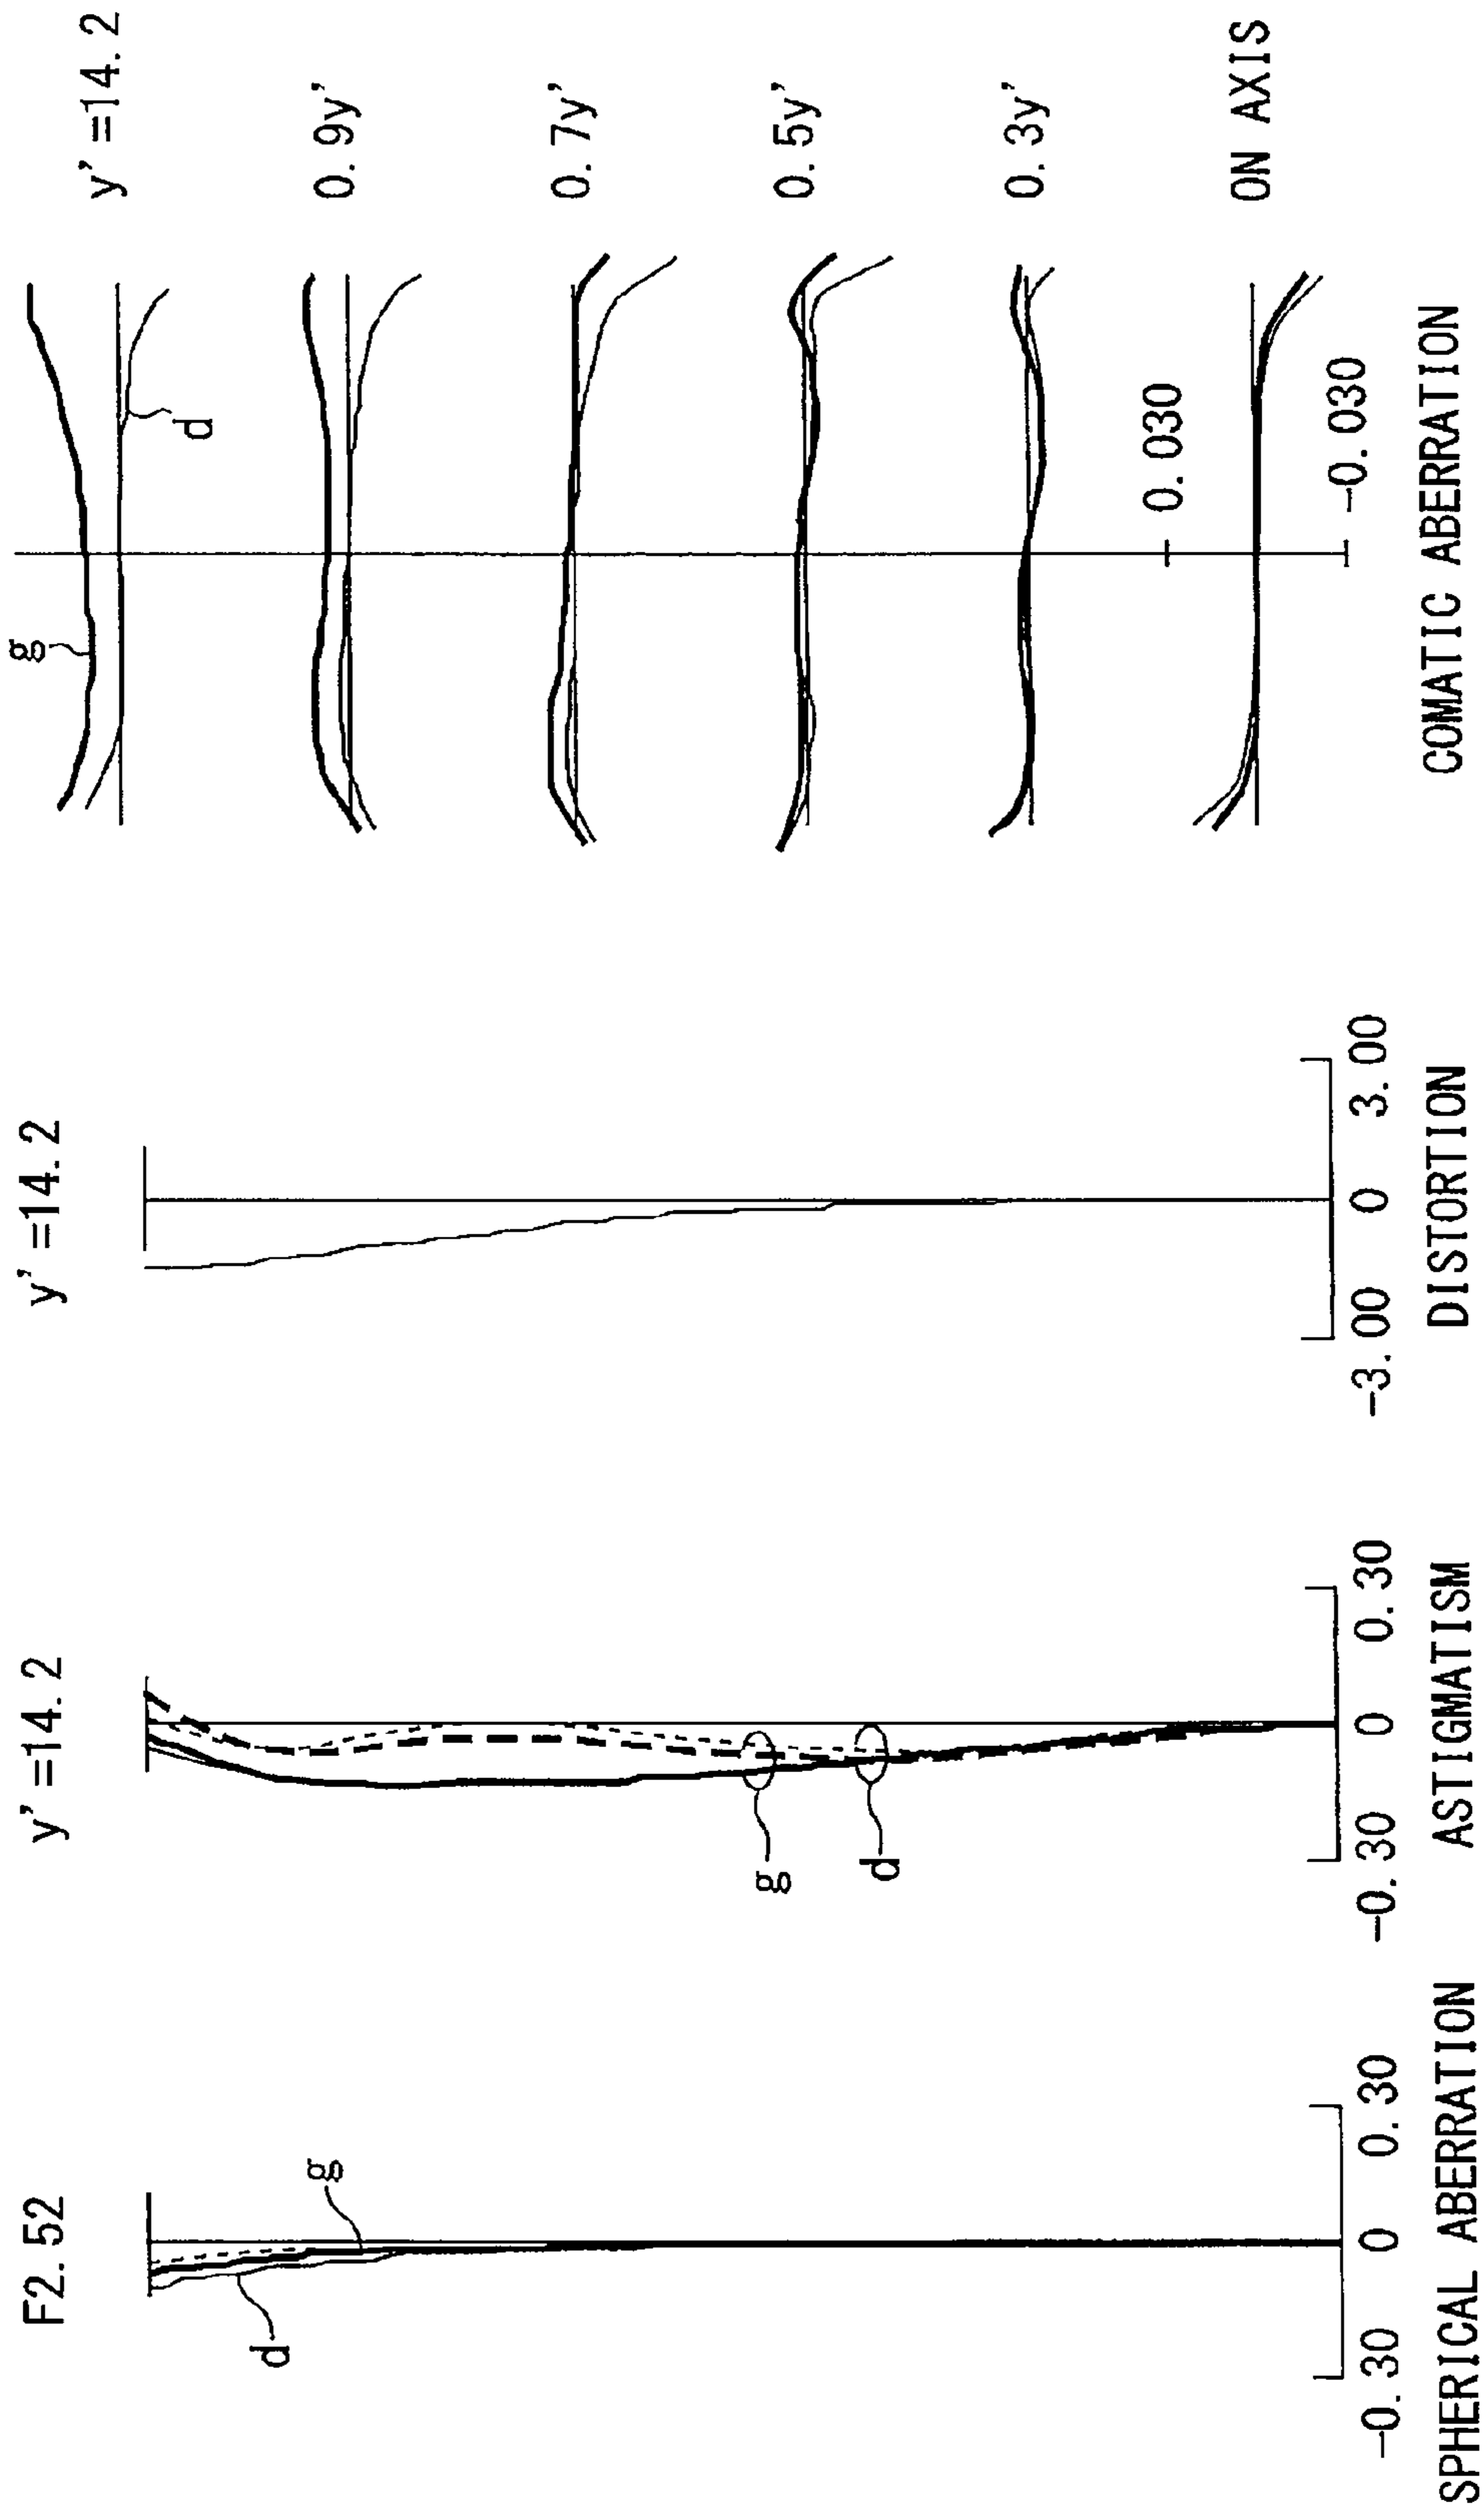 F2. 52
g
d
-0. 30 0 0. 30
SPHERICAL ABERRATION
y' =14. 2
g
d
-0. 30 0 0. 30
ASTIGMATISM
y' =14. 2
-3. 00 0 3. 00
DISTORTION
y' =14. 2
g
d
0. 9y'
0. 7y'
0. 5y'
0. 3y'
0. 030
ON AXIS
-0. 030
COMATIC ABERRATION